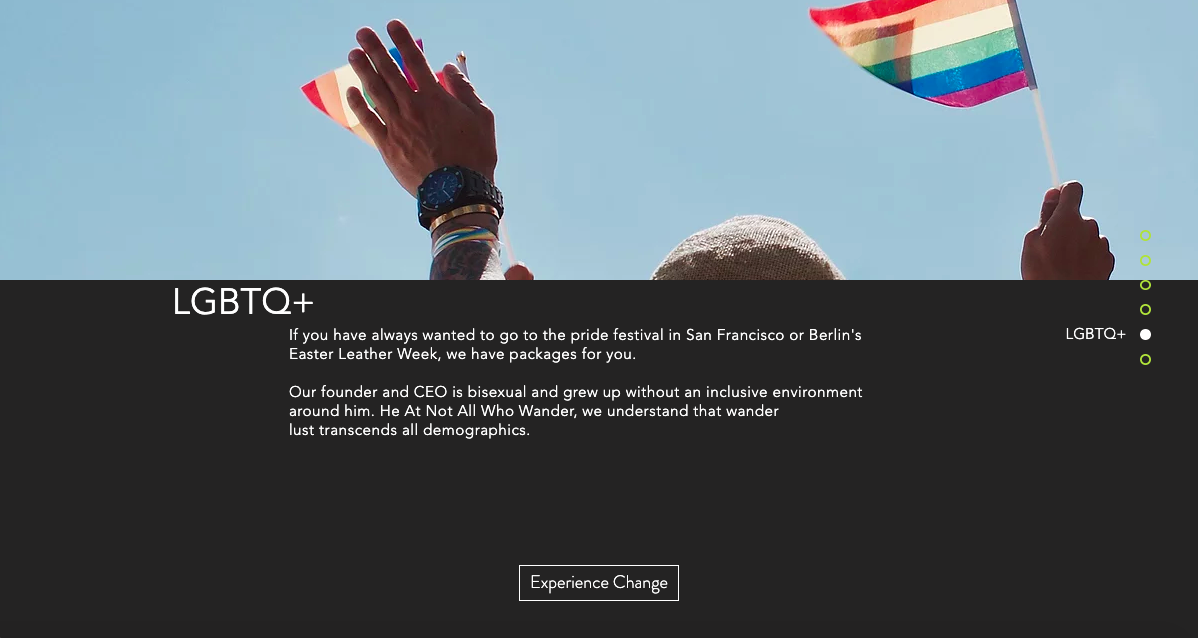 LGBTQ+
If you have always wanted to go to the pride festival in San Francisco or Berlin's
Easter Leather Week, we have packages for you.
Our founder and CEO is bisexual and grew up without an inclusive environment
around him. He At Not All Who Wander, we understand that wander
lust transcends all demographics.
LGBTQ+
Experience Change